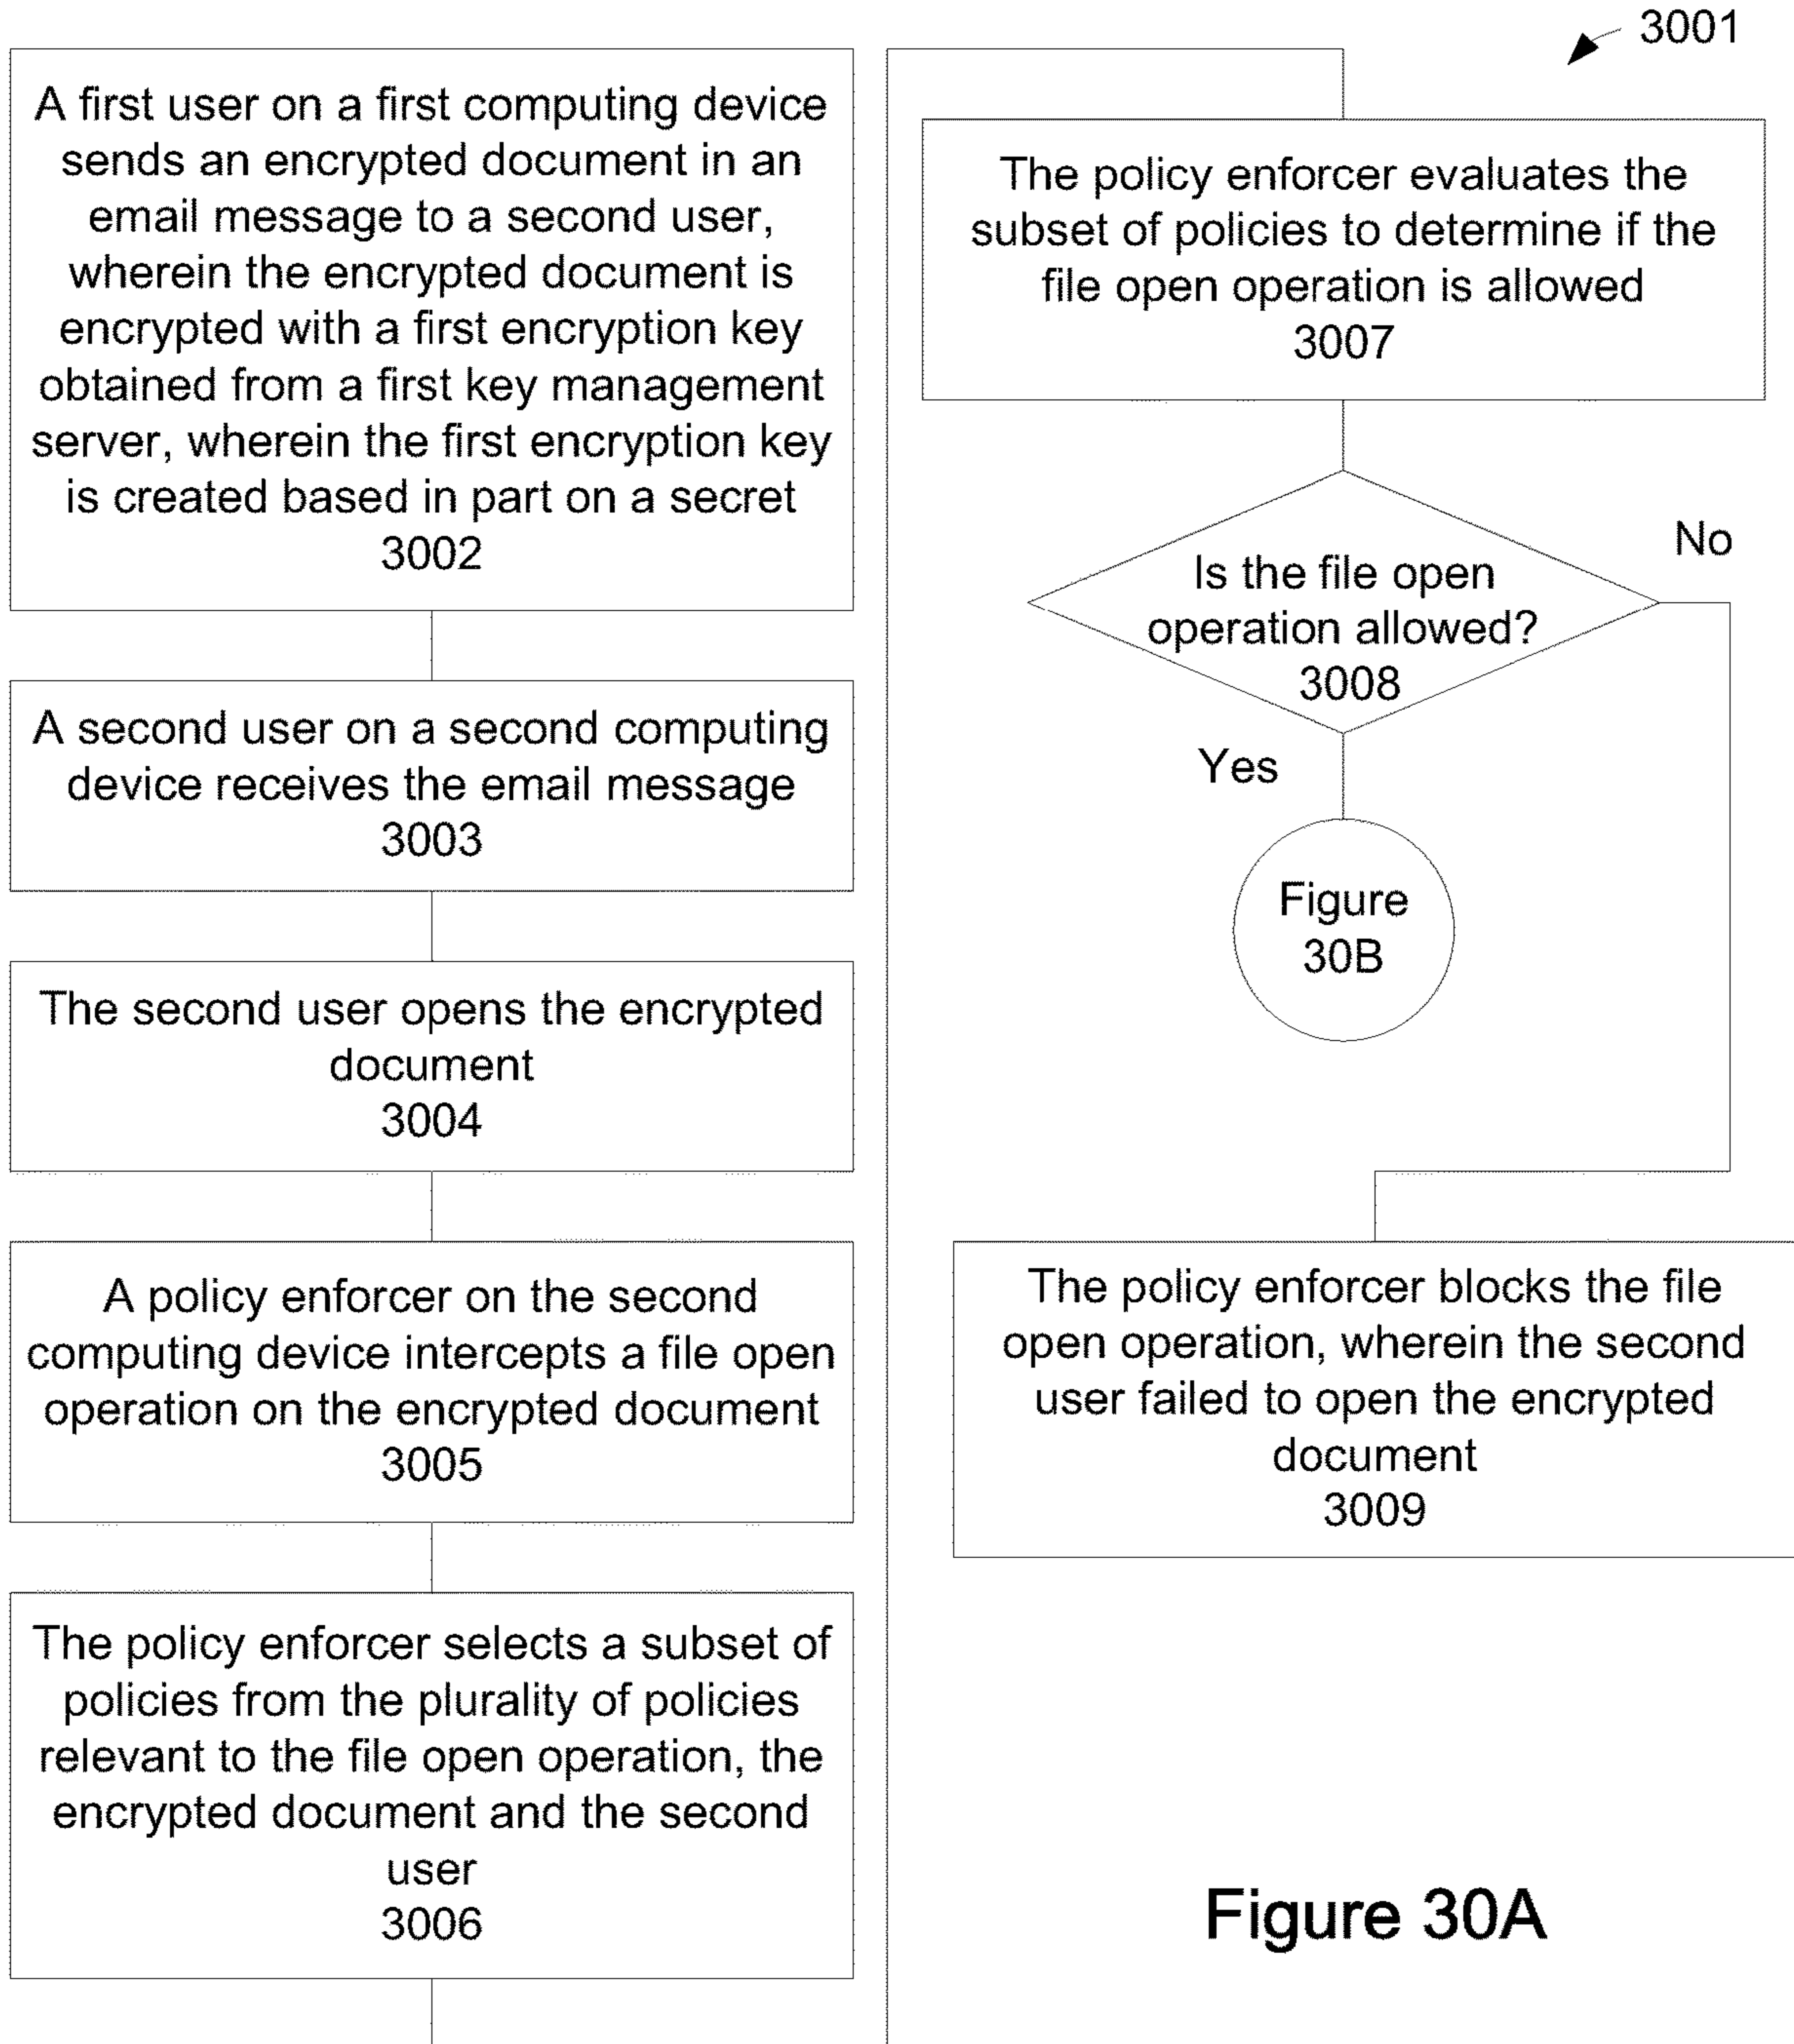 3001
A first user on a first computing device
sends an encrypted document in an
email message to a second user,
wherein the encrypted document is
encrypted with a first encryption key
obtained from a first key management
server, wherein the first encryption key
is created based in part on a secret
3002
A second user on a second computing
device receives the email message
3003
The second user opens the encrypted
document
3004
A policy enforcer on the second
computing device intercepts a file open
operation on the encrypted document
3005
The policy enforcer selects a subset of
policies from the plurality of policies
relevant to the file open operation, the
encrypted document and the second
user
3006
The policy enforcer evaluates the
subset of policies to determine if the
file open operation is allowed
3007
Is the file open
operation allowed?
3008
No
Yes
Figure
30B
The policy enforcer blocks the file
open operation, wherein the second
user failed to open the encrypted
document
3009
Figure 30A